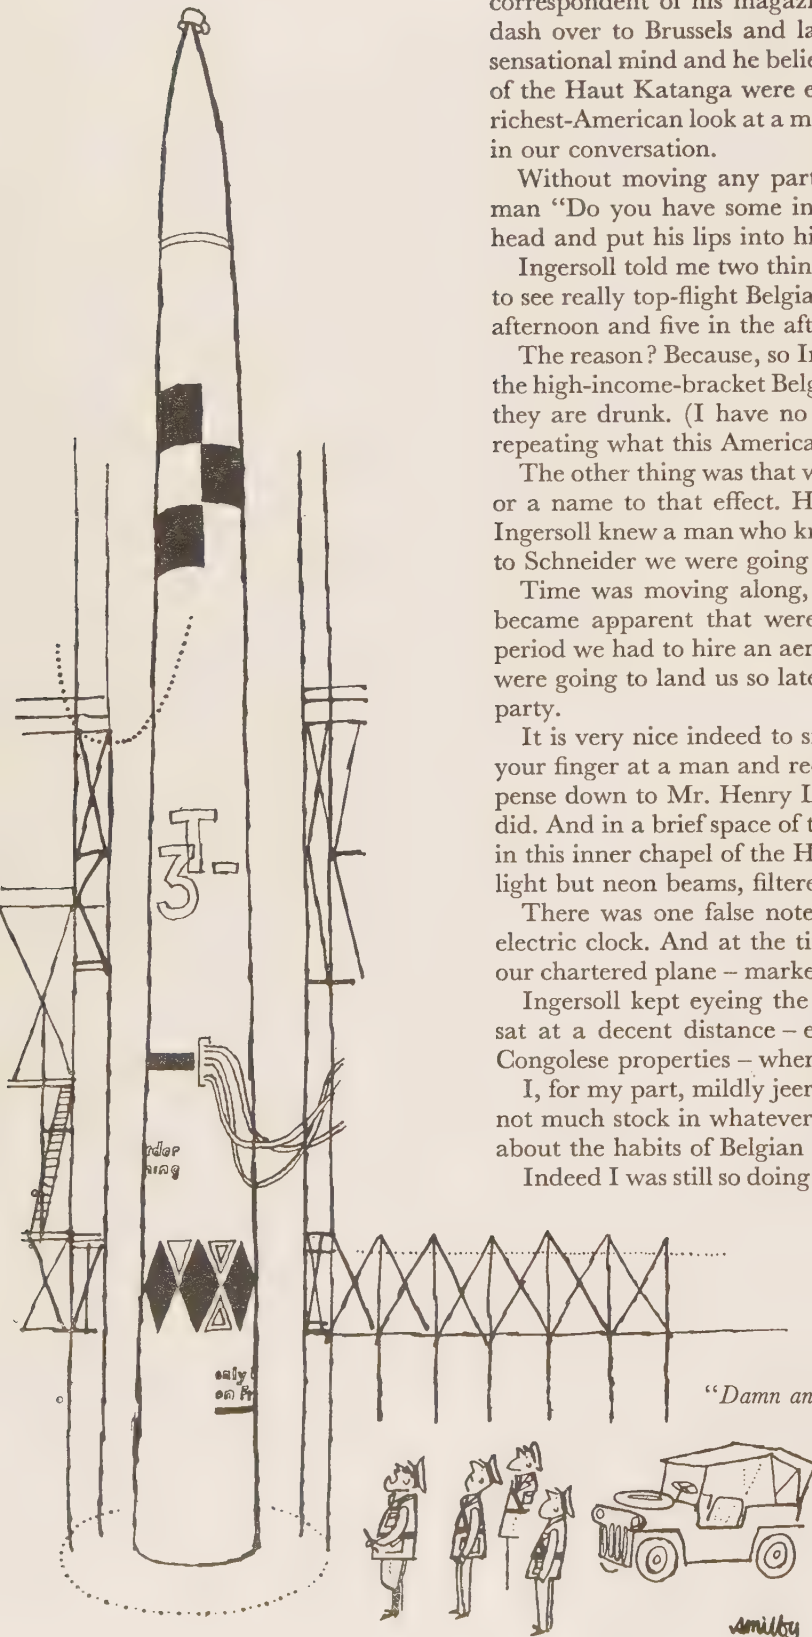 correspondent of his magazi
dash over to Brussels and la
sensational mind and he belie
of the Haut Katanga were e
richest-American look at a m
in our conversation.
Without moving any part
man “Do you have some in
head and put his lips into hi
Ingersoll told me two thin
to see really top-flight Belgia
afternoon and five in the aft
The reason? Because, so In
the high-income-bracket Belg
they are drunk. (I have no
repeating what this America
The other thing was that w
or a name to that effect. H
Ingersoll knew a man who kn
to Schneider we were going
Time was moving along,
became apparent that were
period we had to hire an aer
were going to land us so late
party.
It is very nice indeed to si
your finger at a man and re
pense down to Mr. Henry L
did. And in a brief space of t
in this inner chapel of the H
light but neon beams, filtere
There was one false note
electric clock. And at the ti
our chartered plane – marke
Ingersoll kept eyeing the
sat at a decent distance – e
Congolese properties – when
I, for my part, mildly jeer
not much stock in whatever
about the habits of Belgian
Indeed I was still so doing
T-
3
nder
ning
only
on Fr
“Damn an
smilby